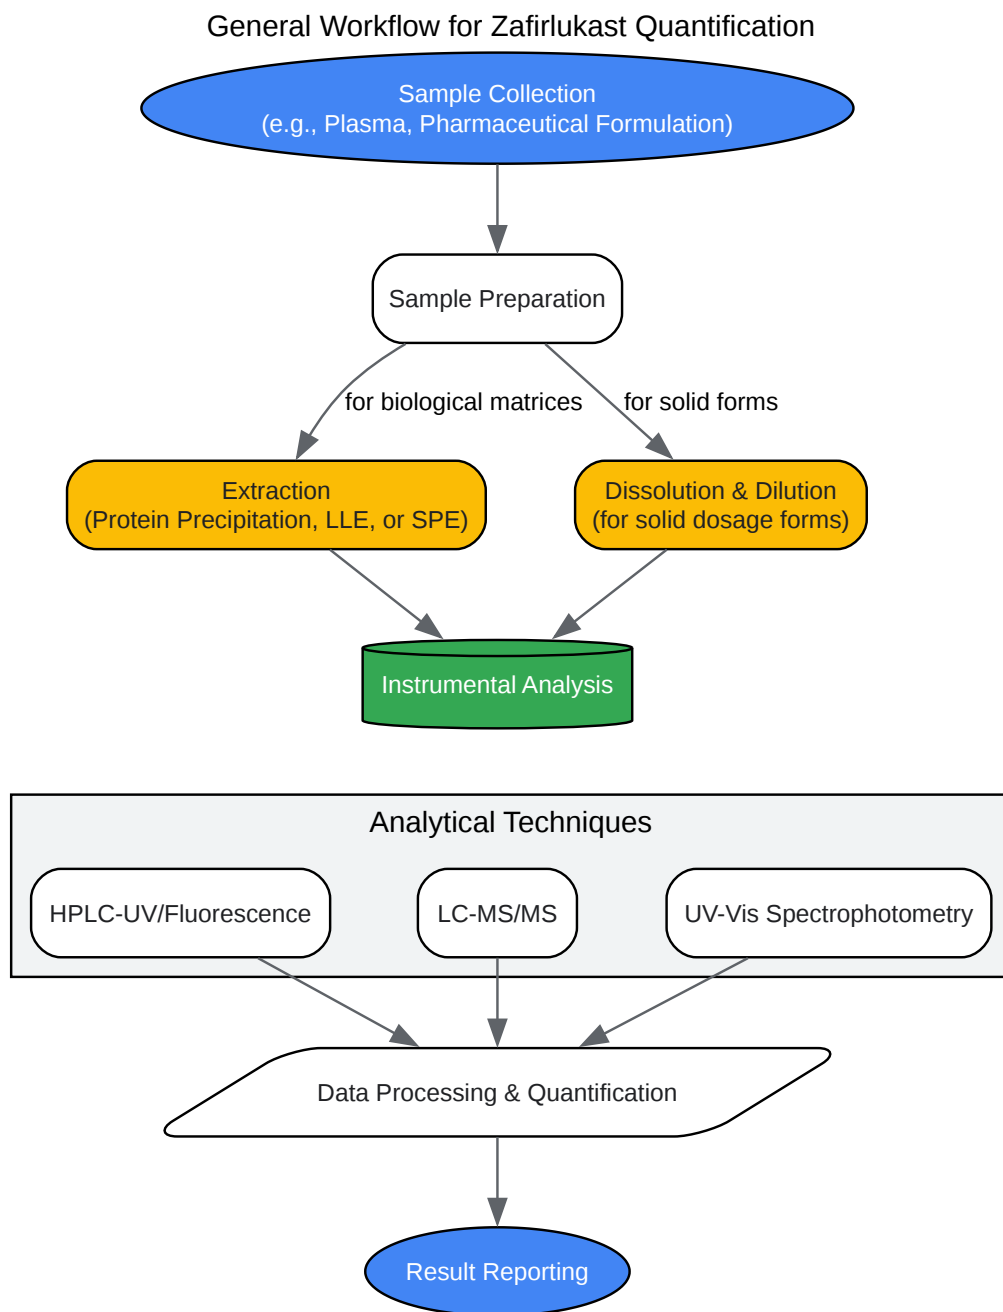 General Workflow for Zafirlukast Quantification
Sample Collection
(e.g., Plasma, Pharmaceutical Formulation)
Sample Preparation
for biological matrices
for solid forms
Extraction
(Protein Precipitation, LLE, or SPE)
Dissolution & Dilution
(for solid dosage forms)
Instrumental Analysis
Analytical Techniques
HPLC-UV/Fluorescence
LC-MS/MS
UV-Vis Spectrophotometry
Data Processing & Quantification
Result Reporting